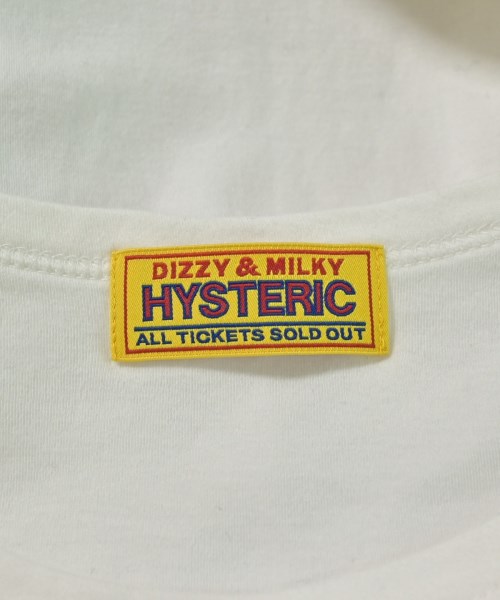 DIZZY & MILKY
HYSTERIC
ALL TICKETS SOLD OUT